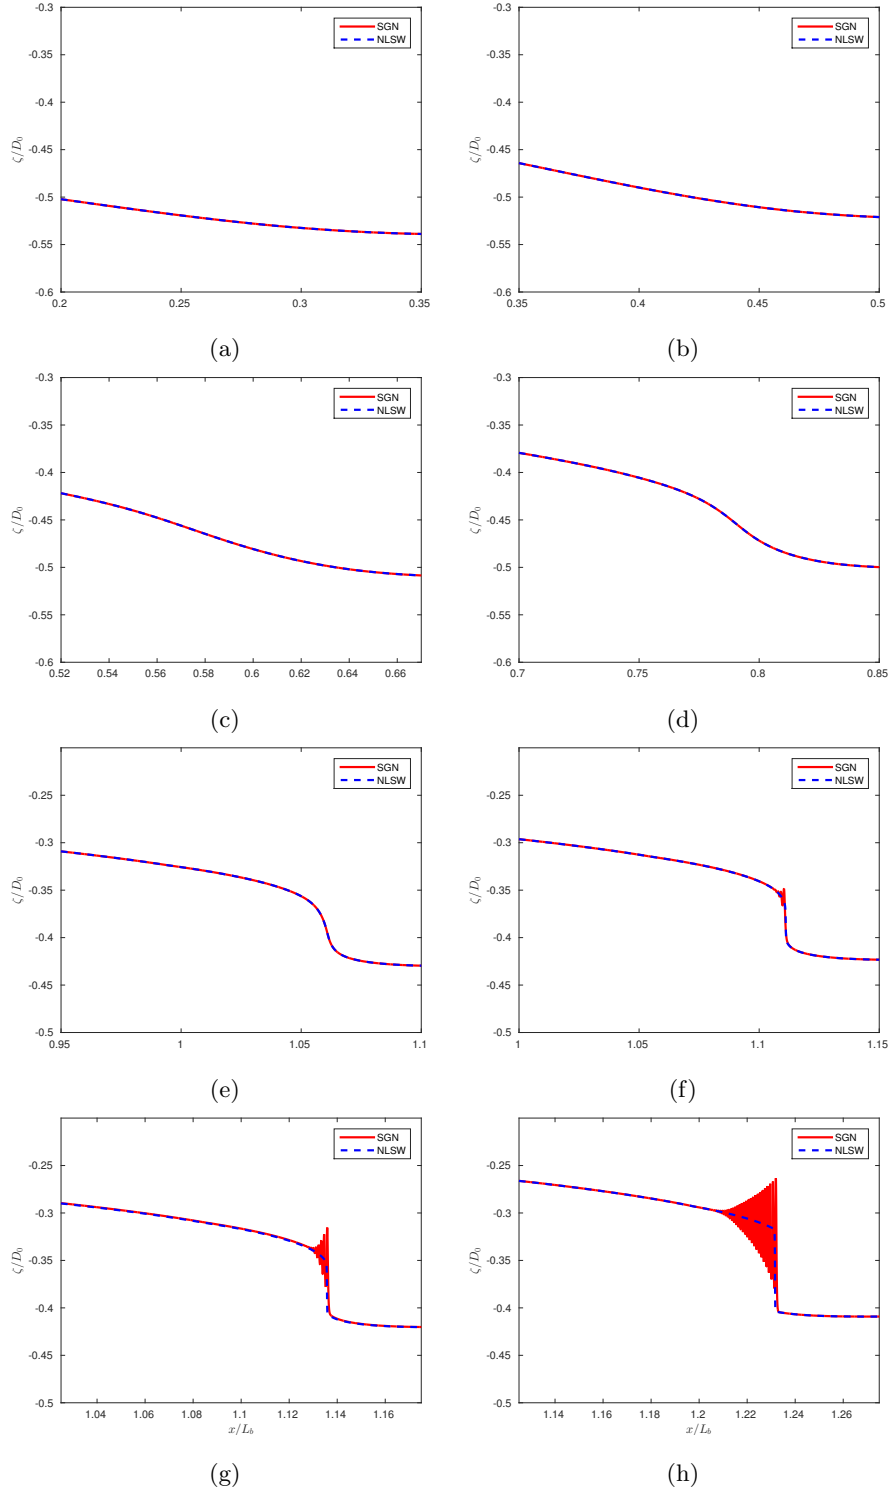 -0.3
-0.35
-0.4
-0.45
-0.5
-0.55
-0.6
ζ/D₀
0.2 0.25 0.3 0.35
SGN
NLSW
(a)
-0.3
-0.35
-0.4
-0.45
-0.5
-0.55
-0.6
ζ/D₀
0.35 0.4 0.45 0.5
SGN
NLSW
(b)
-0.3
-0.35
-0.4
-0.45
-0.5
-0.55
-0.6
ζ/D₀
0.52 0.54 0.56 0.58 0.6 0.62 0.64 0.66
SGN
NLSW
(c)
-0.3
-0.35
-0.4
-0.45
-0.5
-0.55
-0.6
ζ/D₀
0.7 0.75 0.8 0.85
SGN
NLSW
(d)
-0.25
-0.3
-0.35
-0.4
-0.45
-0.5
ζ/D₀
0.95 1 1.05 1.1
SGN
NLSW
(e)
-0.25
-0.3
-0.35
-0.4
-0.45
-0.5
ζ/D₀
1 1.05 1.1 1.15
SGN
NLSW
(f)
-0.25
-0.3
-0.35
-0.4
-0.45
-0.5
ζ/D₀
1.04 1.06 1.08 1.1 1.12 1.14 1.16
x/L_b
SGN
NLSW
(g)
-0.25
-0.3
-0.35
-0.4
-0.45
-0.5
ζ/D₀
1.14 1.16 1.18 1.2 1.22 1.24 1.26
x/L_b
SGN
NLSW
(h)